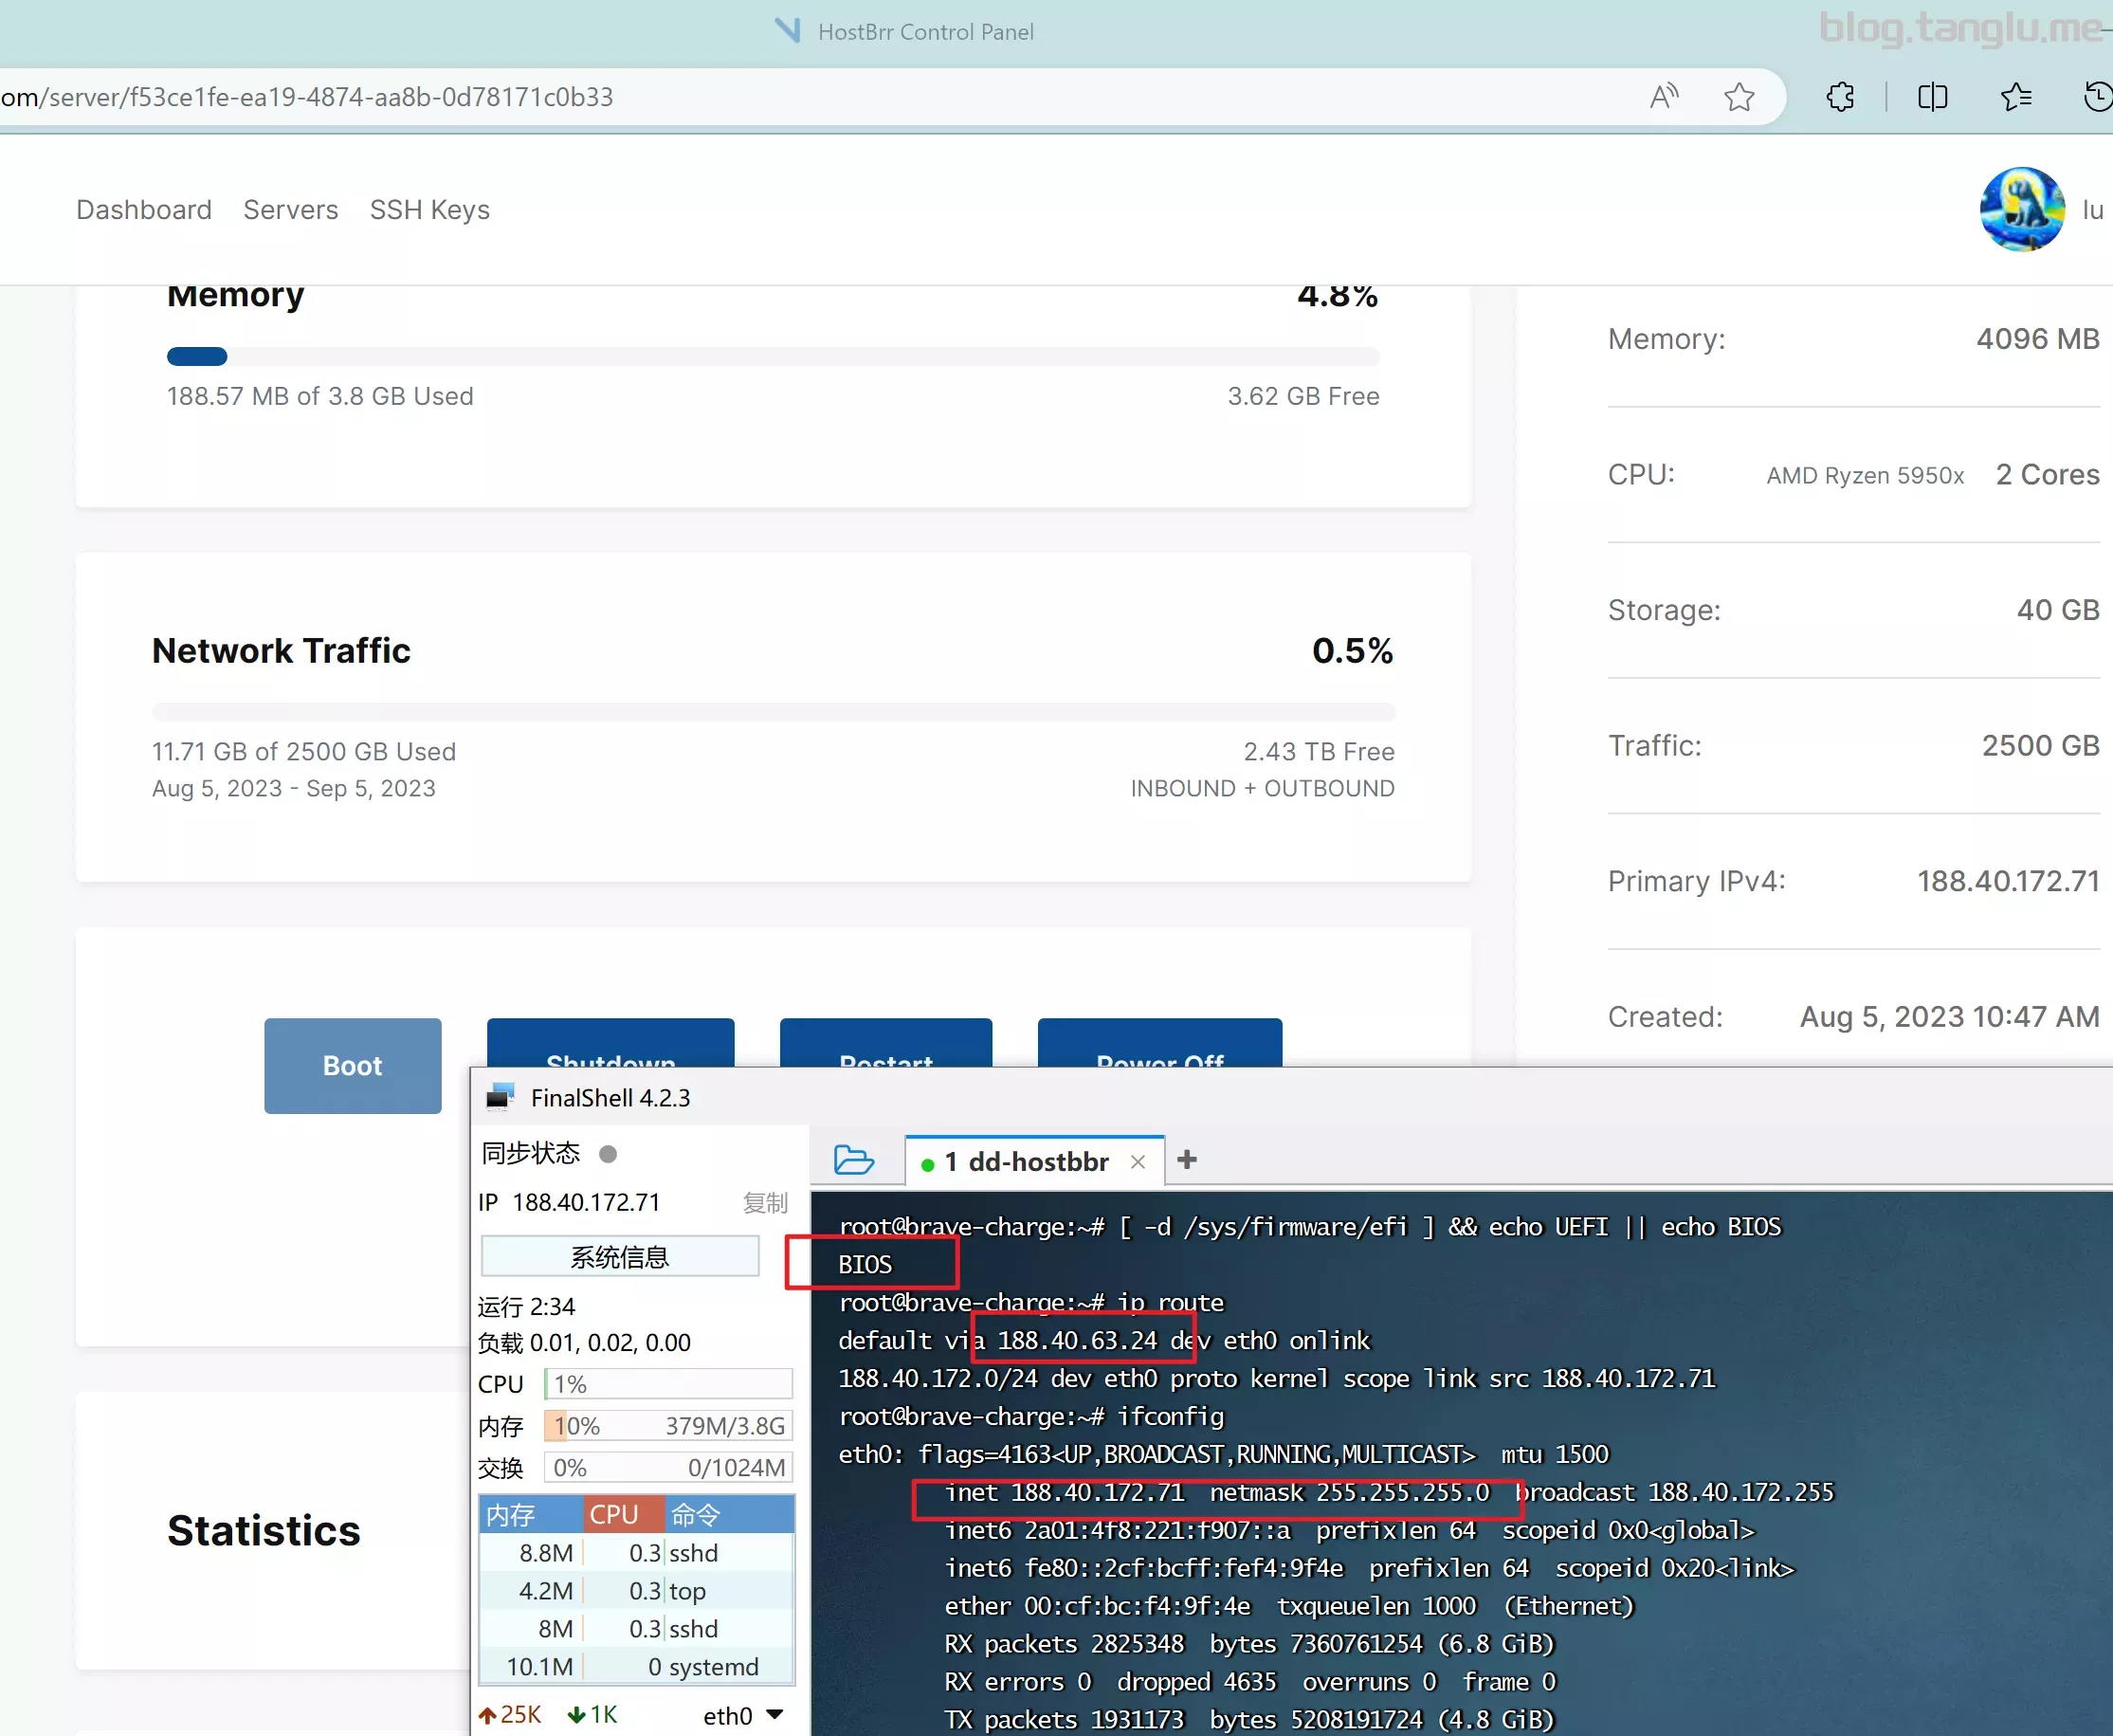 HostBrr Control Panel
blog.tanglu.me
om/server/f53ce1fe-ea19-4874-aa8b-0d78171c0b33
Dashboard Servers SSH Keys
lu
Memory 4.8%
188.57 MB of 3.8 GB Used 3.62 GB Free
Network Traffic 0.5%
11.71 GB of 2500 GB Used 2.43 TB Free
Aug 5, 2023 - Sep 5, 2023 INBOUND + OUTBOUND
Boot Shutdown Restart Power Off
Statistics
Memory: 4096 MB
CPU: AMD Ryzen 5950x 2 Cores
Storage: 40 GB
Traffic: 2500 GB
Primary IPv4: 188.40.172.71
Created: Aug 5, 2023 10:47 AM
FinalShell 4.2.3
同步状态
IP 188.40.172.71 复制
系统信息
运行 2:34
负载 0.01, 0.02, 0.00
CPU 1%
内存 10% 379M/3.8G
交换 0% 0/1024M
内存 CPU 命令
8.8M 0.3 sshd
4.2M 0.3 top
8M 0.3 sshd
10.1M 0 systemd
25K 1K eth0
1 dd-hostbbr
root@brave-charge:~# [ -d /sys/firmware/efi ] && echo UEFI || echo BIOS
BIOS
root@brave-charge:~# ip route
default via 188.40.63.24 dev eth0 onlink
188.40.172.0/24 dev eth0 proto kernel scope link src 188.40.172.71
root@brave-charge:~# ifconfig
eth0: flags=4163<UP,BROADCAST,RUNNING,MULTICAST> mtu 1500
inet 188.40.172.71 netmask 255.255.255.0 broadcast 188.40.172.255
inet6 2a01:4f8:221:f907::a prefixlen 64 scopeid 0x0<global>
inet6 fe80::2cf:bcff:fef4:9f4e prefixlen 64 scopeid 0x20<link>
ether 00:cf:bc:f4:9f:4e txqueuelen 1000 (Ethernet)
RX packets 2825348 bytes 7360761254 (6.8 GiB)
RX errors 0 dropped 4635 overruns 0 frame 0
TX packets 1931173 bytes 5208191724 (4.8 GiB)